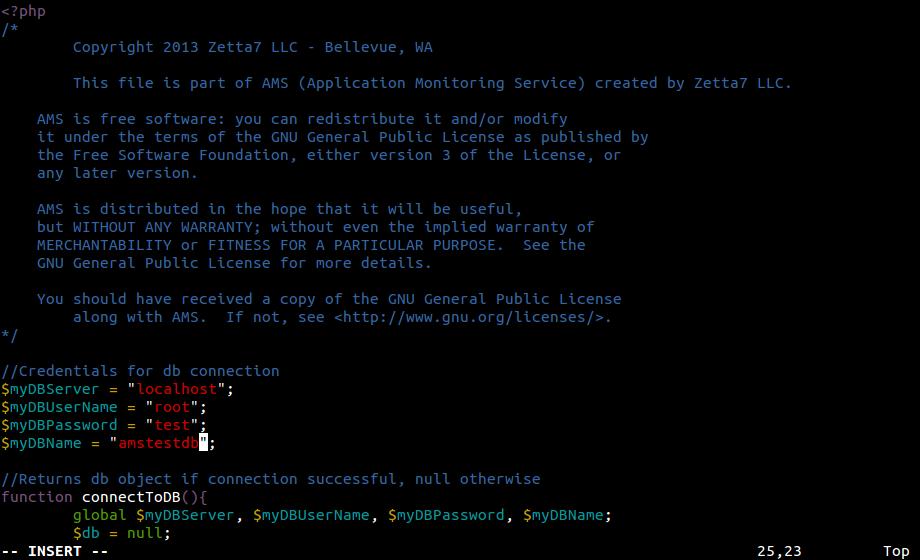 <?php
/*
Copyright 2013 Zetta7 LLC - Bellevue, WA
This file is part of AMS (Application Monitoring Service) created by Zetta7 LLC.
AMS is free software: you can redistribute it and/or modify
it under the terms of the GNU General Public License as published by
the Free Software Foundation, either version 3 of the License, or
any later version.
AMS is distributed in the hope that it will be useful,
but WITHOUT ANY WARRANTY; without even the implied warranty of
MERCHANTABILITY or FITNESS FOR A PARTICULAR PURPOSE.  See the
GNU General Public License for more details.
You should have received a copy of the GNU General Public License
along with AMS.  If not, see <http://www.gnu.org/licenses/>.
*/
//Credentials for db connection
$myDBServer = "localhost";
$myDBUserName = "root";
$myDBPassword = "test";
$myDBName = "amstestdb";
//Returns db object if connection successful, null otherwise
function connectToDB(){
global $myDBServer, $myDBUserName, $myDBPassword, $myDBName;
$db = null;
-- INSERT -- 25,23 Top